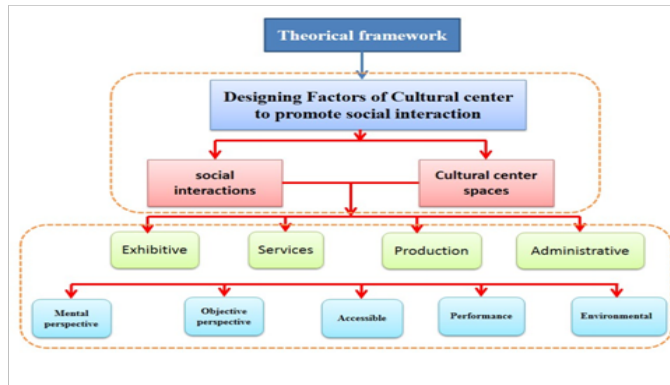 Theorical framework
Designing Factors of Cultural center
to promote social interaction
social
interactions
Cultural center
spaces
Exhibitive
Services
Production
Administrative
Mental
perspective
Objective
perspective
Accessible
Performance
Environmental